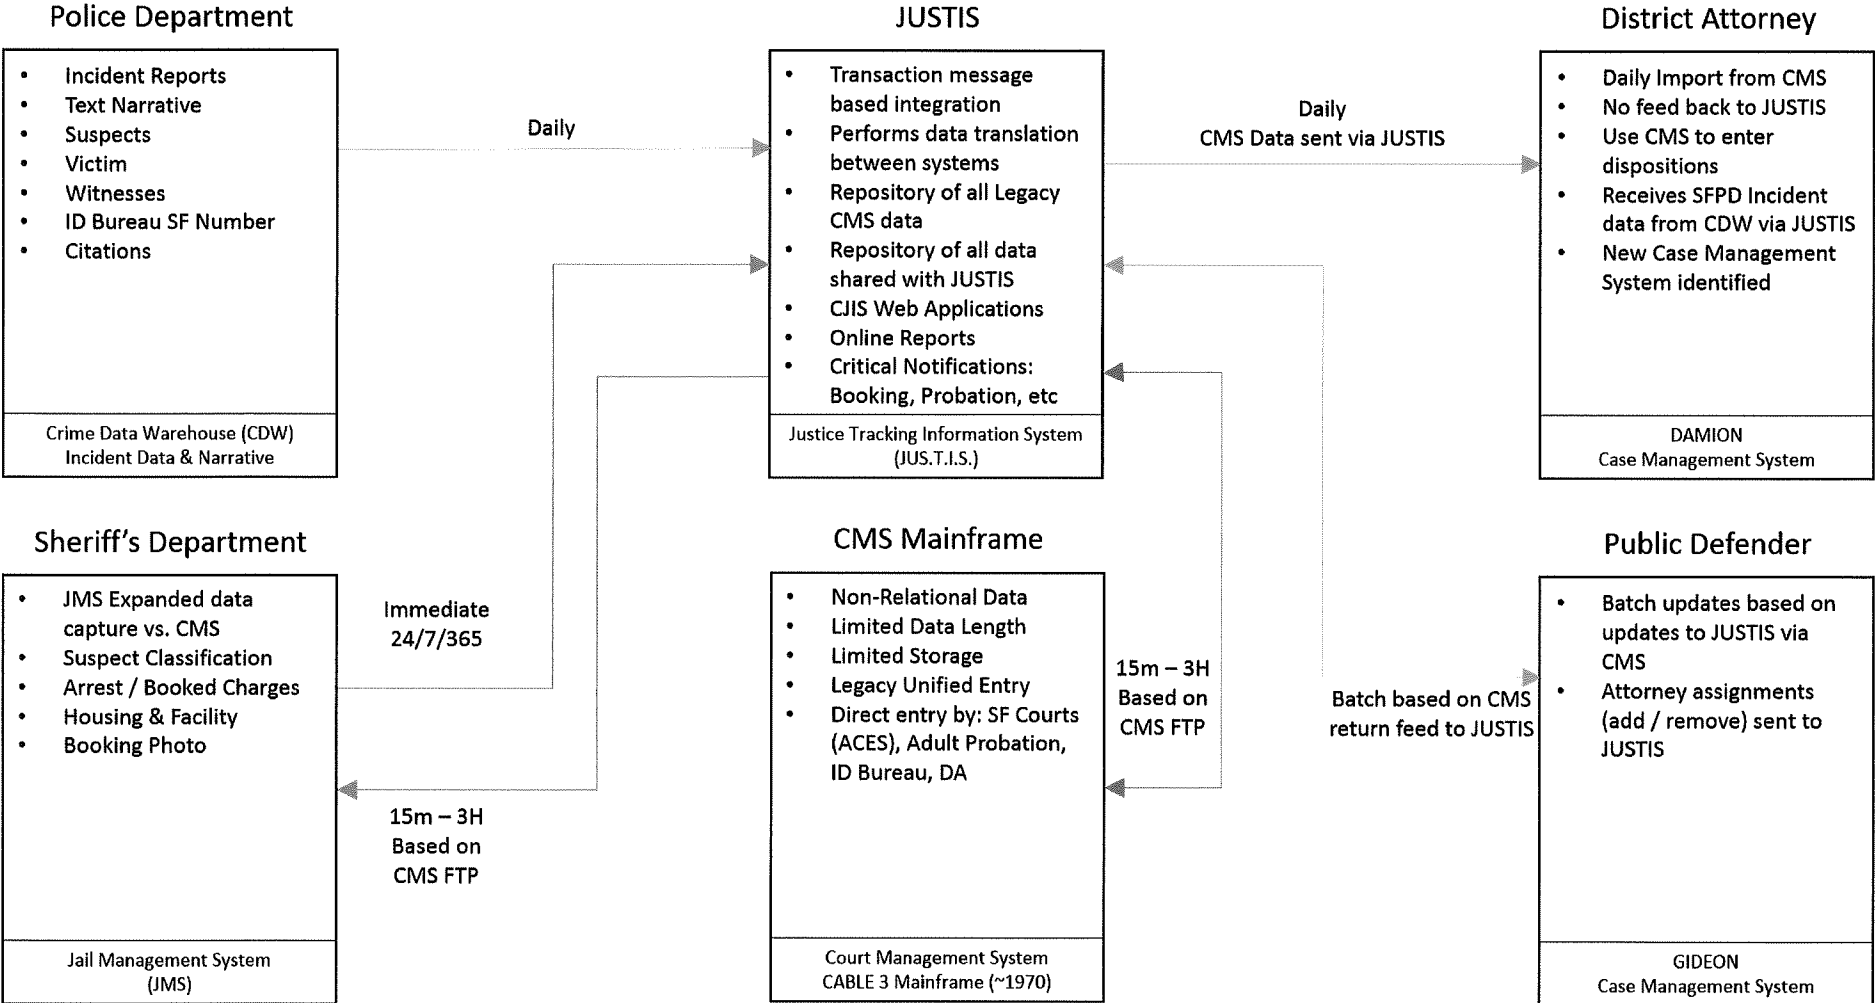 Police Department
• Incident Reports
• Text Narrative
• Suspects
• Victim
• Witnesses
• ID Bureau SF Number
• Citations
Crime Data Warehouse (CDW)
Incident Data & Narrative
Daily
JUSTIS
• Transaction message
based integration
• Performs data translation
between systems
• Repository of all Legacy
CMS data
• Repository of all data
shared with JUSTIS
• CJIS Web Applications
• Online Reports
• Critical Notifications:
Booking, Probation, etc
Justice Tracking Information System
(JUS.T.I.S.)
Daily
CMS Data sent via JUSTIS
District Attorney
• Daily Import from CMS
• No feed back to JUSTIS
• Use CMS to enter
dispositions
• Receives SFPD Incident
data from CDW via JUSTIS
• New Case Management
System identified
DAMION
Case Management System
Sheriff's Department
• JMS Expanded data
capture vs. CMS
• Suspect Classification
• Arrest / Booked Charges
• Housing & Facility
• Booking Photo
Jail Management System
(JMS)
Immediate
24/7/365
15m – 3H
Based on
CMS FTP
CMS Mainframe
• Non-Relational Data
• Limited Data Length
• Limited Storage
• Legacy Unified Entry
• Direct entry by: SF Courts
(ACES), Adult Probation,
ID Bureau, DA
Court Management System
CABLE 3 Mainframe (~1970)
15m – 3H
Based on
CMS FTP
Batch based on CMS
return feed to JUSTIS
Public Defender
• Batch updates based on
updates to JUSTIS via
CMS
• Attorney assignments
(add / remove) sent to
JUSTIS
GIDEON
Case Management System